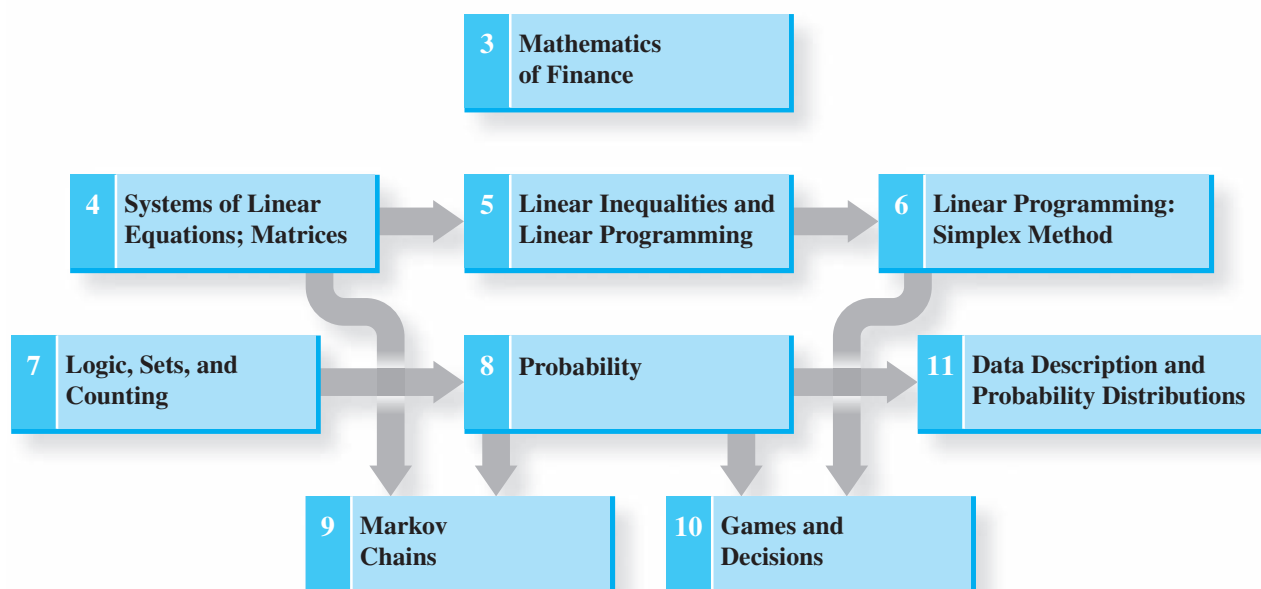 3 Mathematics
of Finance
4 Systems of Linear
Equations; Matrices
5 Linear Inequalities and
Linear Programming
6 Linear Programming:
Simplex Method
7 Logic, Sets, and
Counting
8 Probability
11 Data Description and
Probability Distributions
9 Markov
Chains
10 Games and
Decisions